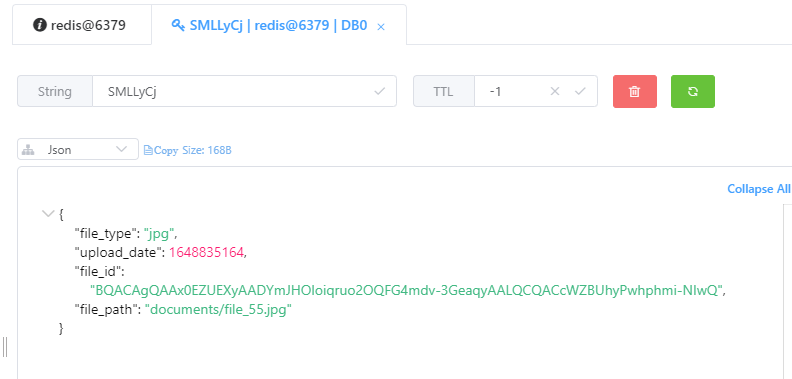 redis@6379
SMLLyCj | redis@6379 | DB0
String SMLLyCj TTL -1
Json Copy Size: 168B
Collapse All
{
"file_type": "jpg",
"upload_date": 1648835164,
"file_id":
"BQACAgQAAx0EZUEXyAADYmJHOIoiqruo2OQFG4mdv-3GeaqyAALQCQACcWZBUhyPwhphmi-NIwQ",
"file_path": "documents/file_55.jpg"
}